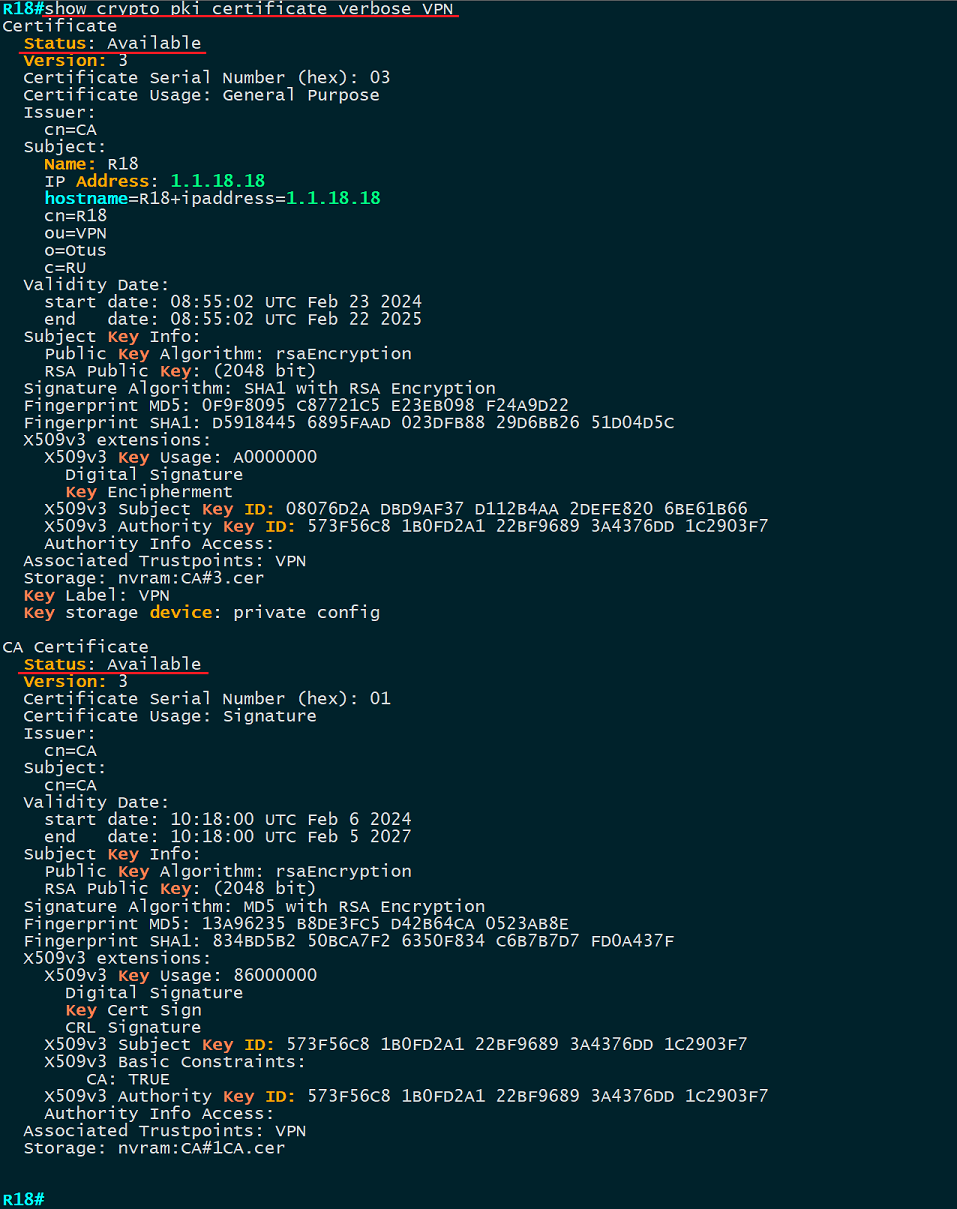 R18#show crypto pki certificate verbose VPN
Certificate
  Status: Available
  Version: 3
  Certificate Serial Number (hex): 03
  Certificate Usage: General Purpose
  Issuer:
    cn=CA
  Subject:
    Name: R18
    IP Address: 1.1.18.18
    hostname=R18+ipaddress=1.1.18.18
    cn=R18
    ou=VPN
    o=Otus
    c=RU
  Validity Date:
    start date: 08:55:02 UTC Feb 23 2024
    end   date: 08:55:02 UTC Feb 22 2025
  Subject Key Info:
    Public Key Algorithm: rsaEncryption
    RSA Public Key: (2048 bit)
  Signature Algorithm: SHA1 with RSA Encryption
  Fingerprint MD5: 0F9F8095 C87721C5 E23EB098 F24A9D22
  Fingerprint SHA1: D5918445 6895FAAD 023DFB88 29D6BB26 51D04D5C
  X509v3 extensions:
    X509v3 Key Usage: A0000000
      Digital Signature
      Key Encipherment
    X509v3 Subject Key ID: 08076D2A DBD9AF37 D112B4AA 2DEFE820 6BE61B66
    X509v3 Authority Key ID: 573F56C8 1B0FD2A1 22BF9689 3A4376DD 1C2903F7
    Authority Info Access:
  Associated Trustpoints: VPN
  Storage: nvram:CA#3.cer
  Key Label: VPN
  Key storage device: private config

CA Certificate
  Status: Available
  Version: 3
  Certificate Serial Number (hex): 01
  Certificate Usage: Signature
  Issuer:
    cn=CA
  Subject:
    cn=CA
  Validity Date:
    start date: 10:18:00 UTC Feb 6 2024
    end   date: 10:18:00 UTC Feb 5 2027
  Subject Key Info:
    Public Key Algorithm: rsaEncryption
    RSA Public Key: (2048 bit)
  Signature Algorithm: MD5 with RSA Encryption
  Fingerprint MD5: 13A96235 B8DE3FC5 D42B64CA 0523AB8E
  Fingerprint SHA1: 834BD5B2 50BCA7F2 6350F834 C6B7B7D7 FD0A437F
  X509v3 extensions:
    X509v3 Key Usage: 86000000
      Digital Signature
      Key Cert Sign
      CRL Signature
    X509v3 Subject Key ID: 573F56C8 1B0FD2A1 22BF9689 3A4376DD 1C2903F7
    X509v3 Basic Constraints:
        CA: TRUE
    X509v3 Authority Key ID: 573F56C8 1B0FD2A1 22BF9689 3A4376DD 1C2903F7
    Authority Info Access:
  Associated Trustpoints: VPN
  Storage: nvram:CA#1CA.cer

R18#